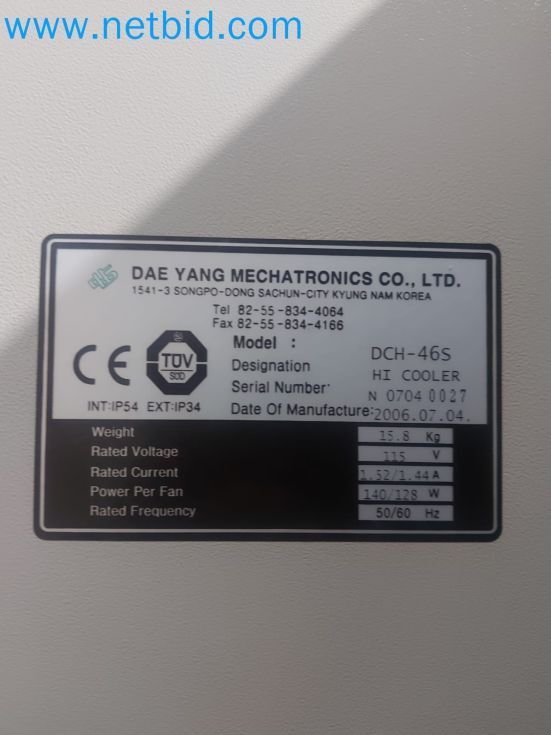 www.netbid.com
DAE YANG MECHATRONICS CO., LTD.
1541-3 SONGPO-DONG SACHUN-CITY KYUNG NAM KOREA
Tel 82-55-834-4064
Fax 82-55-834-4166
Model :
DCH-46S
Designation
HI COOLER
Serial Number:
N 0704 0027
Date Of Manufacture:
2006.07.04.
CE
TÜV
SÜD
INT:IP54 EXT:IP34
Weight 15.8 Kg
Rated Voltage 115 V
Rated Current 1.52/1.44 A
Power Per Fan 140/128 W
Rated Frequency 50/60 Hz